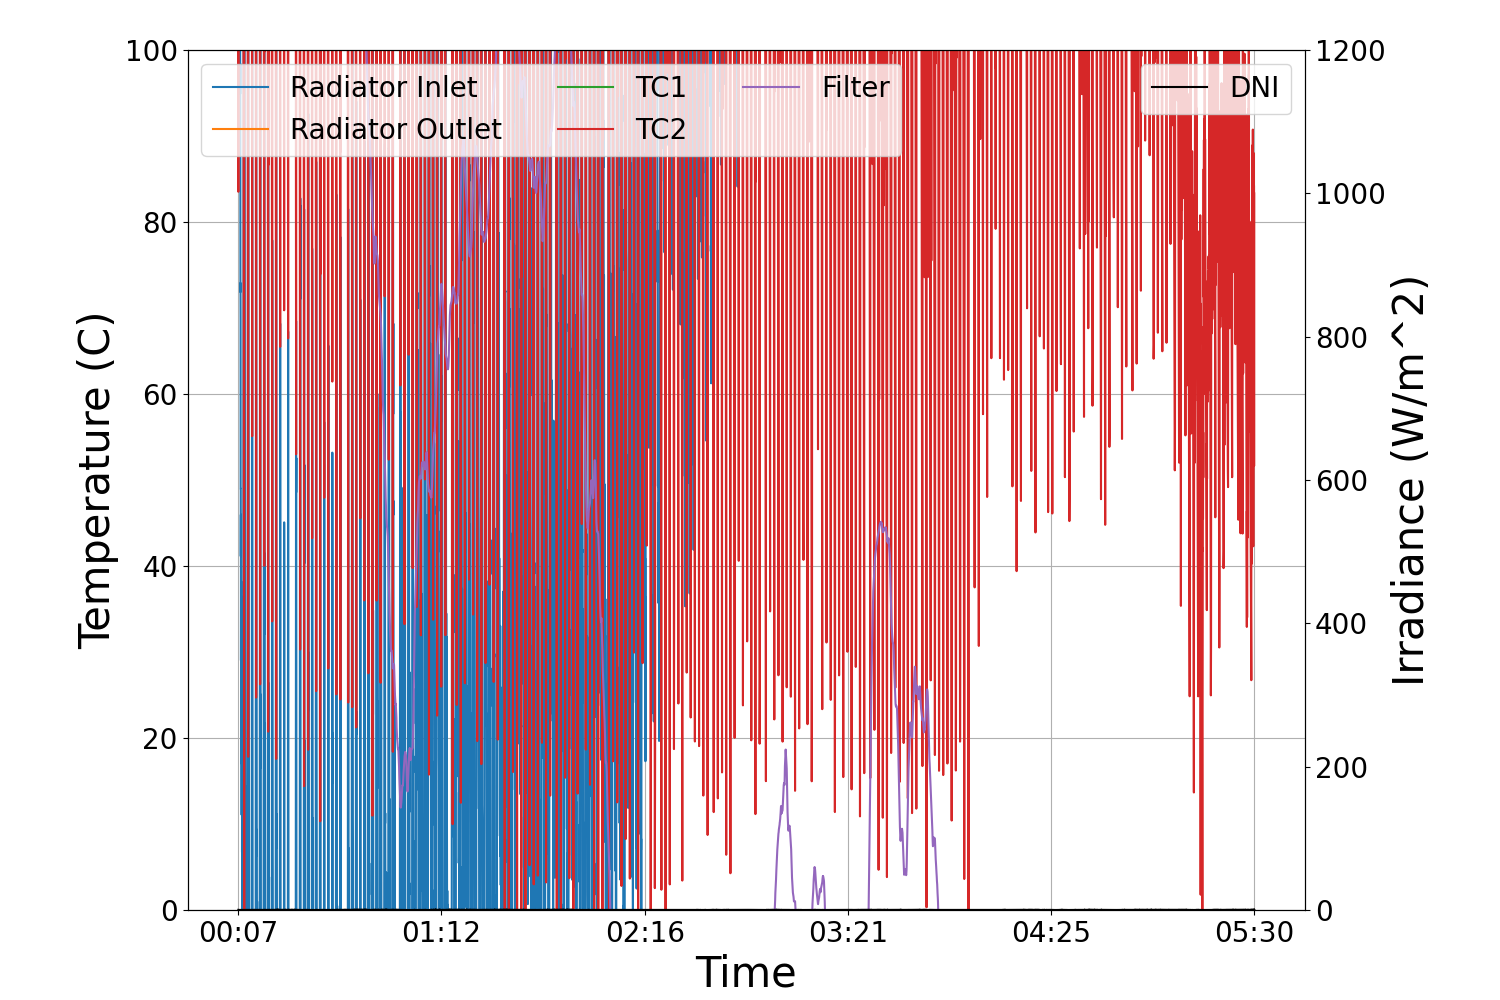 Radiator Inlet
Radiator Outlet
TC1
TC2
Filter
DNI
100
80
60
40
20
0
Temperature (C)
1200
1000
800
600
400
200
0
Irradiance (W/m^2)
00:07 01:12 02:16 03:21 04:25 05:30
Time